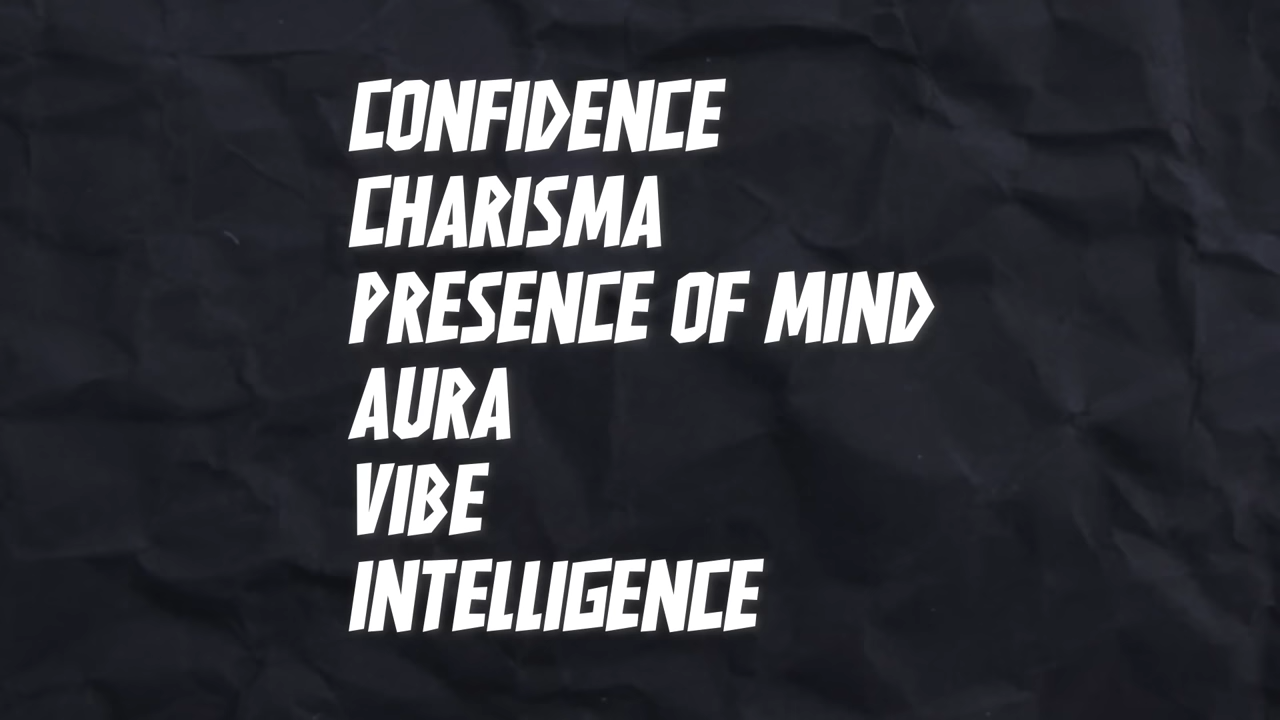 CONFIDENCE
CHARISMA
PRESENCE OF MIND
AURA
VIBE
INTELLIGENCE